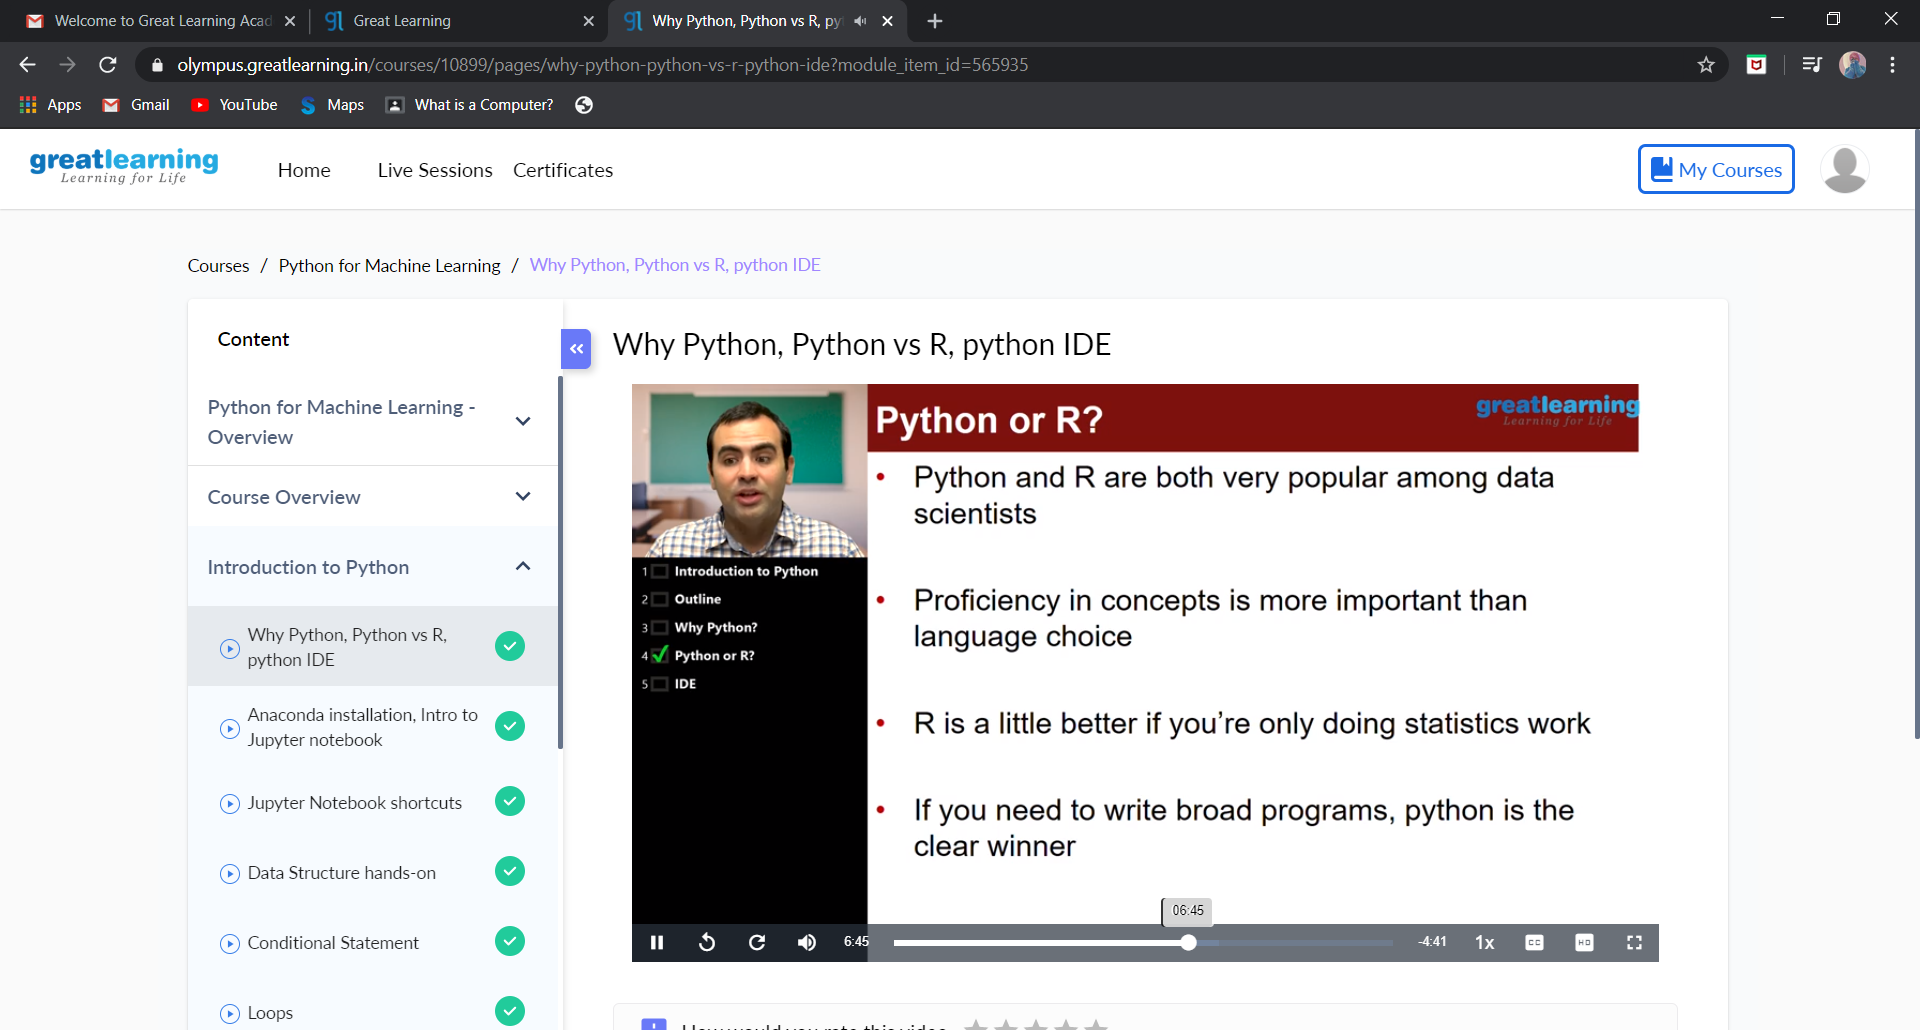 Welcome to Great Learning Acad
Great Learning
Why Python, Python vs R, py
olympus.greatlearning.in/courses/10899/pages/why-python-python-vs-r-python-ide?module_item_id=565935
Apps
Gmail
YouTube
Maps
What is a Computer?
greatlearning
Learning for Life
Home
Live Sessions
Certificates
My Courses
Courses / Python for Machine Learning / Why Python, Python vs R, python IDE
Content
Python for Machine Learning -
Overview
Course Overview
Introduction to Python
Why Python, Python vs R,
python IDE
Anaconda installation, Intro to
Jupyter notebook
Jupyter Notebook shortcuts
Data Structure hands-on
Conditional Statement
Loops
Why Python, Python vs R, python IDE
1 Introduction to Python
2 Outline
3 Why Python?
4 Python or R?
5 IDE
Python or R?
greatlearning
Learning for Life
• Python and R are both very popular among data
scientists
• Proficiency in concepts is more important than
language choice
• R is a little better if you’re only doing statistics work
• If you need to write broad programs, python is the
clear winner
06:45
6:45
-4:41
1x
CC
HD
How would you rate this video